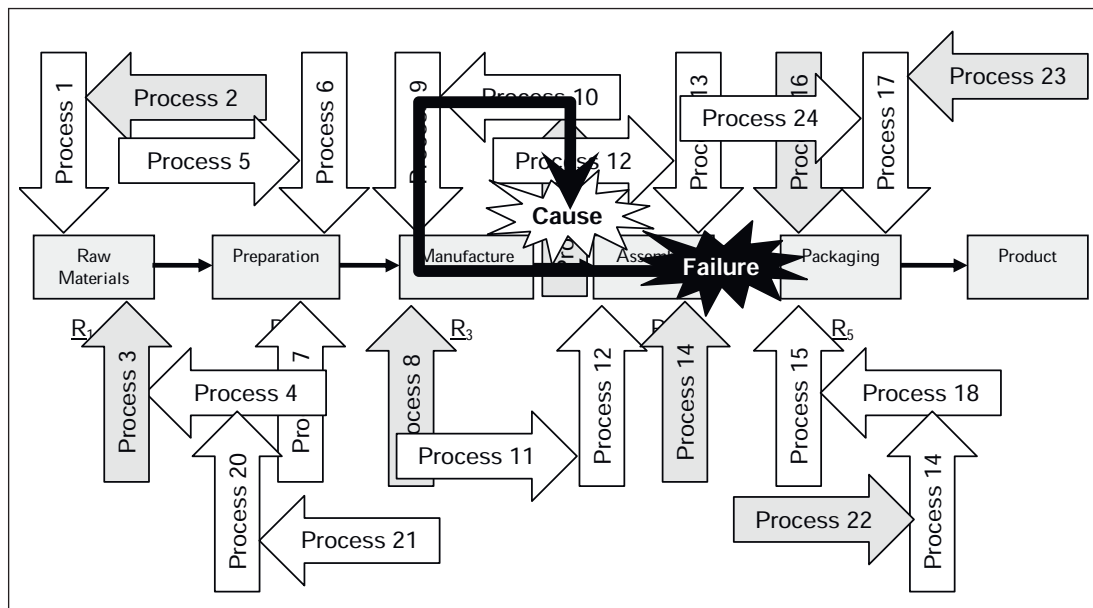 Process 1
Process 2
Process 5
Process 6
Process 10
Process 12
Process 24
Process 17
Process 23
Cause
Raw
Materials
Preparation
Manufacture
Failure
Packaging
Product
R3
R5
Process 3
Process 4
Process 20
Process 21
Process 8
Process 11
Process 12
Process 14
Process 15
Process 18
Process 22
Process 14